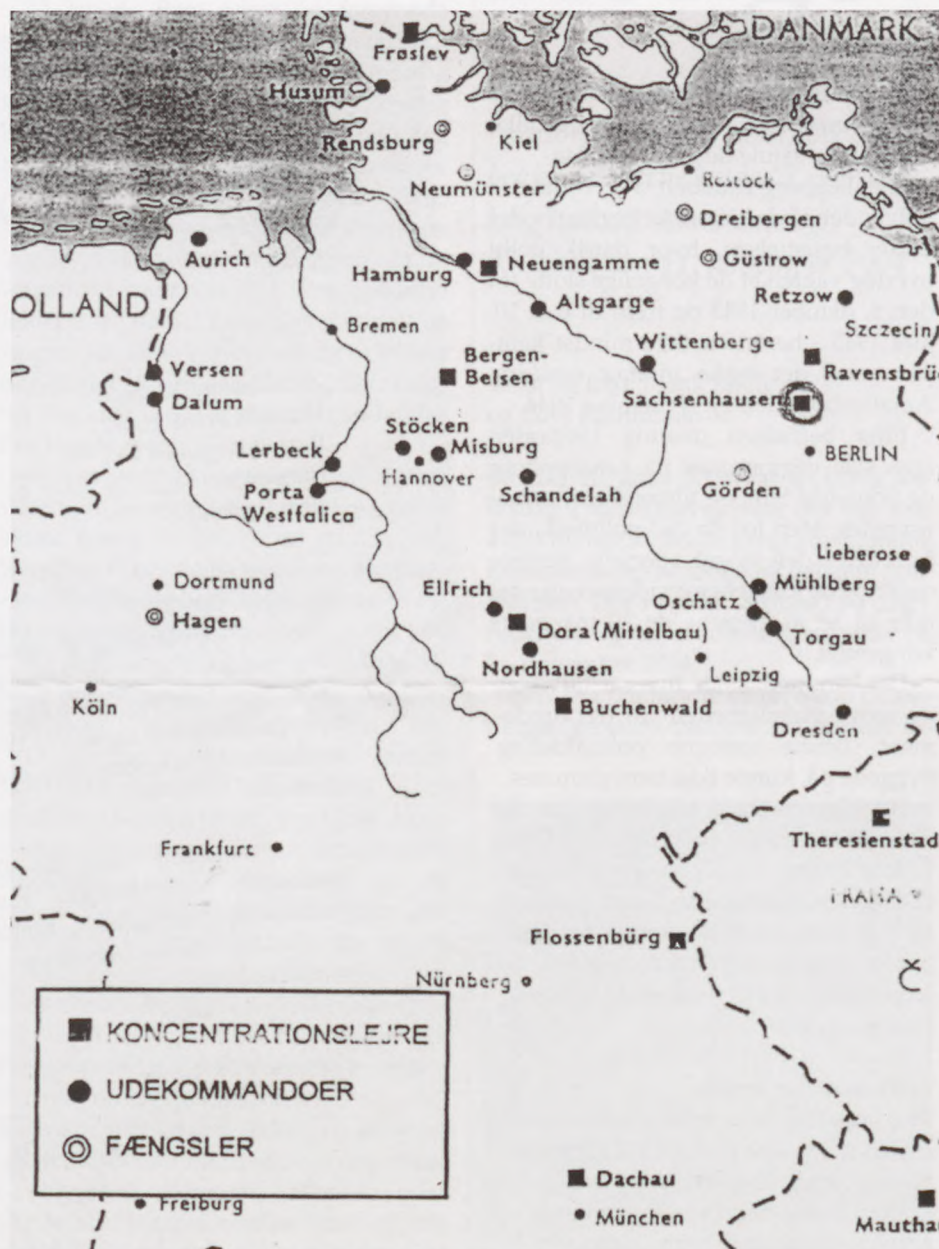 DANMARK
Frøslev
Husum
Rendsburg
Kiel
Neumünster
Rostock
Dreibergen
Güstrow
Aurich
Hamburg
Neuengamme
OLLAND
Altgarge
Retzow
Bremen
Szczecin
Wittenberge
Versen
Bergen-
Belsen
Ravensbrüc
Dalum
Sachsenhausen
Stöcken
Misburg
BERLIN
Lerbeck
Hannover
Porta
Westfalica
Schandelah
Görden
Lieberose
Dortmund
Ellrich
Mühlberg
Oschatz
Hagen
Dora (Mittelbau)
Torgau
Nordhausen
Leipzig
Köln
Buchenwald
Dresden
Theresienstad
Frankfurt
PRAHA
Flossenbürg
Nürnberg
KONCENTRATIONSLEJRE
UDEKOMMANDOER
FÆNGSLER
Dachau
Freiburg
München
Mautha